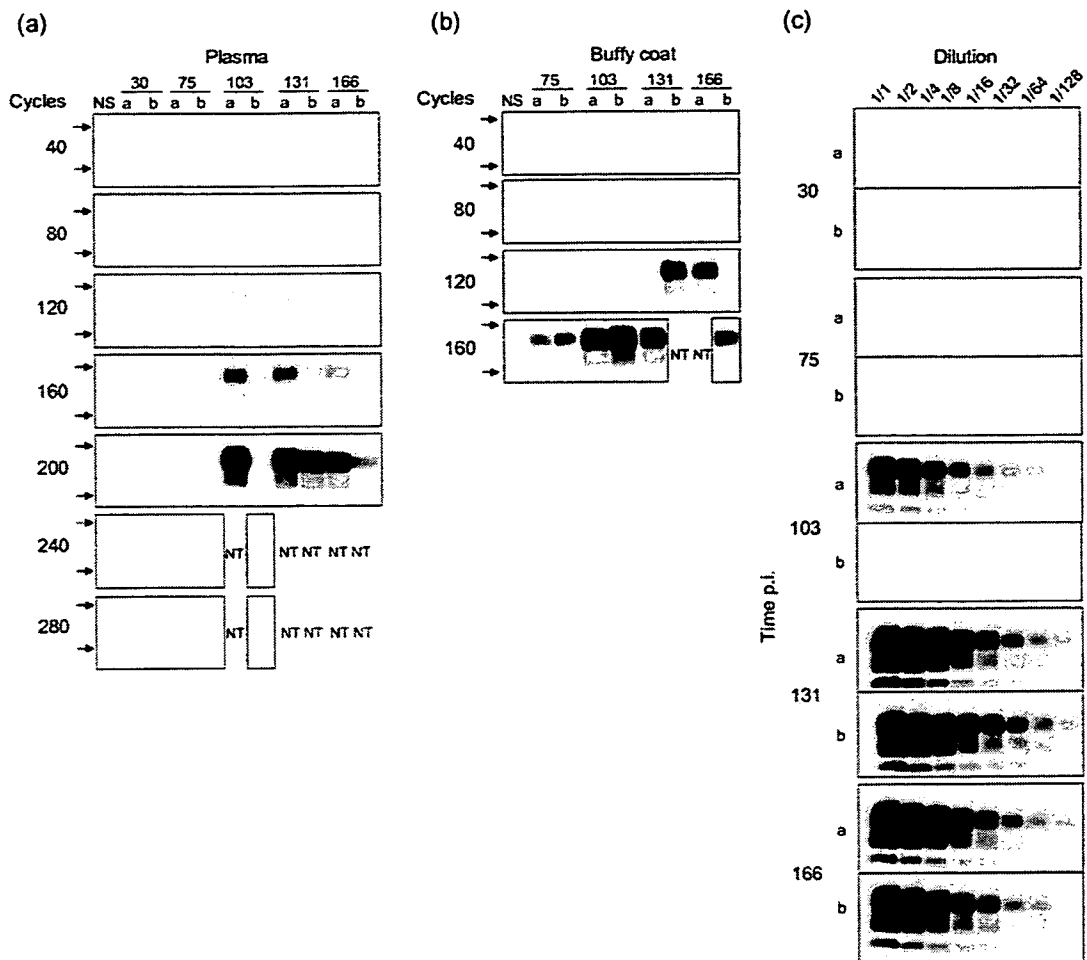 (a)
Plasma
30 75 103 131 166
Cycles NS a b a b a b a b a b
40
80
120
160
200
240 NT NT NT NT NT
280 NT NT NT NT NT
(b)
Buffy coat
75 103 131 166
Cycles NS a b a b a b a b
40
80
120
160 NT NT
(c)
Dilution
1/1 1/2 1/4 1/8 1/16 1/32 1/64 1/128
Time p.i.
a
30
b
a
75
b
a
103
b
a
131
b
a
166
b